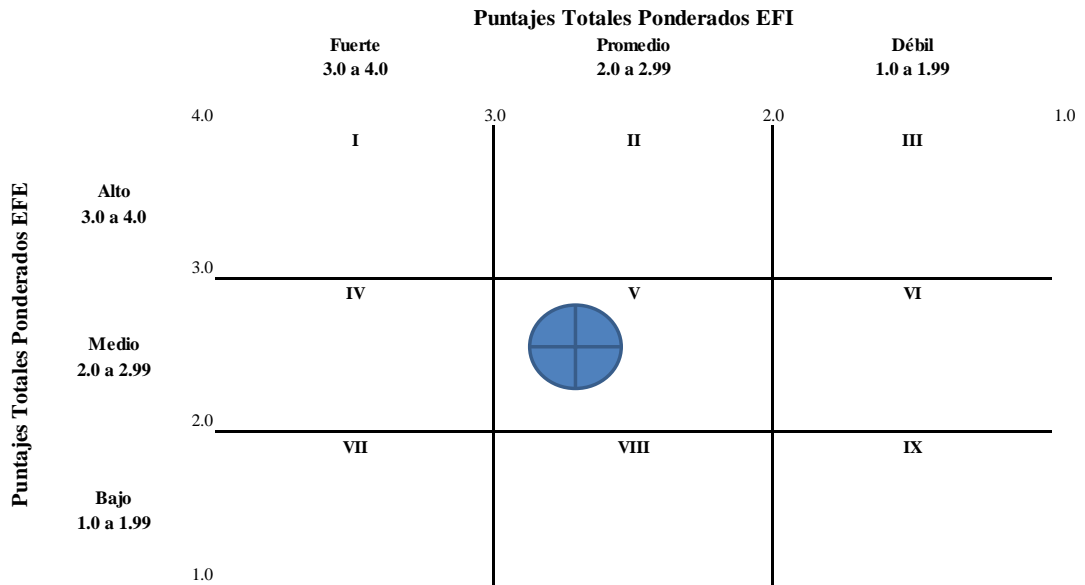 Puntajes Totales Ponderados EFI
Fuerte
3.0 a 4.0
Promedio
2.0 a 2.99
Débil
1.0 a 1.99
4.0
3.0
2.0
1.0
I
II
III
Puntajes Totales Ponderados EFE
Alto
3.0 a 4.0
3.0
IV
V
VI
Medio
2.0 a 2.99
2.0
VII
VIII
IX
Bajo
1.0 a 1.99
1.0